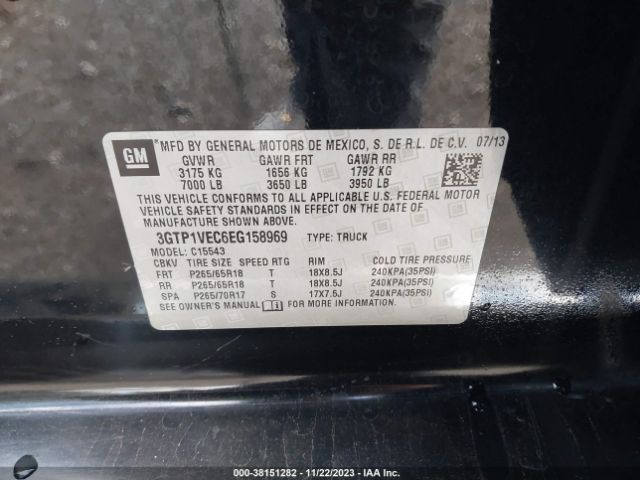 GM
MFD BY GENERAL MOTORS DE MEXICO, S. DE R.L. DE C.V. 07/13
GVWR GAWR FRT GAWR RR
3175 KG 1656 KG 1792 KG
7000 LB 3650 LB 3950 LB
THIS VEHICLE CONFORMS TO ALL APPLICABLE U.S. FEDERAL MOTOR
VEHICLE SAFETY STANDARDS IN EFFECT ON THE DATE OF
MANUFACTURE SHOWN ABOVE.
3GTP1VEC6EG158969 TYPE: TRUCK
MODEL: C15543
CBKV TIRE SIZE SPEED RTG RIM COLD TIRE PRESSURE
FRT P265/65R18 T 18X8.5J 240KPA(35PSI)
RR P265/65R18 T 18X8.5J 240KPA(35PSI)
SPA P265/70R17 S 17X7.5J 240KPA(35PSI)
SEE OWNER'S MANUAL FOR MORE INFORMATION.
000-38151282 - 11/22/2023 - IAA Inc.